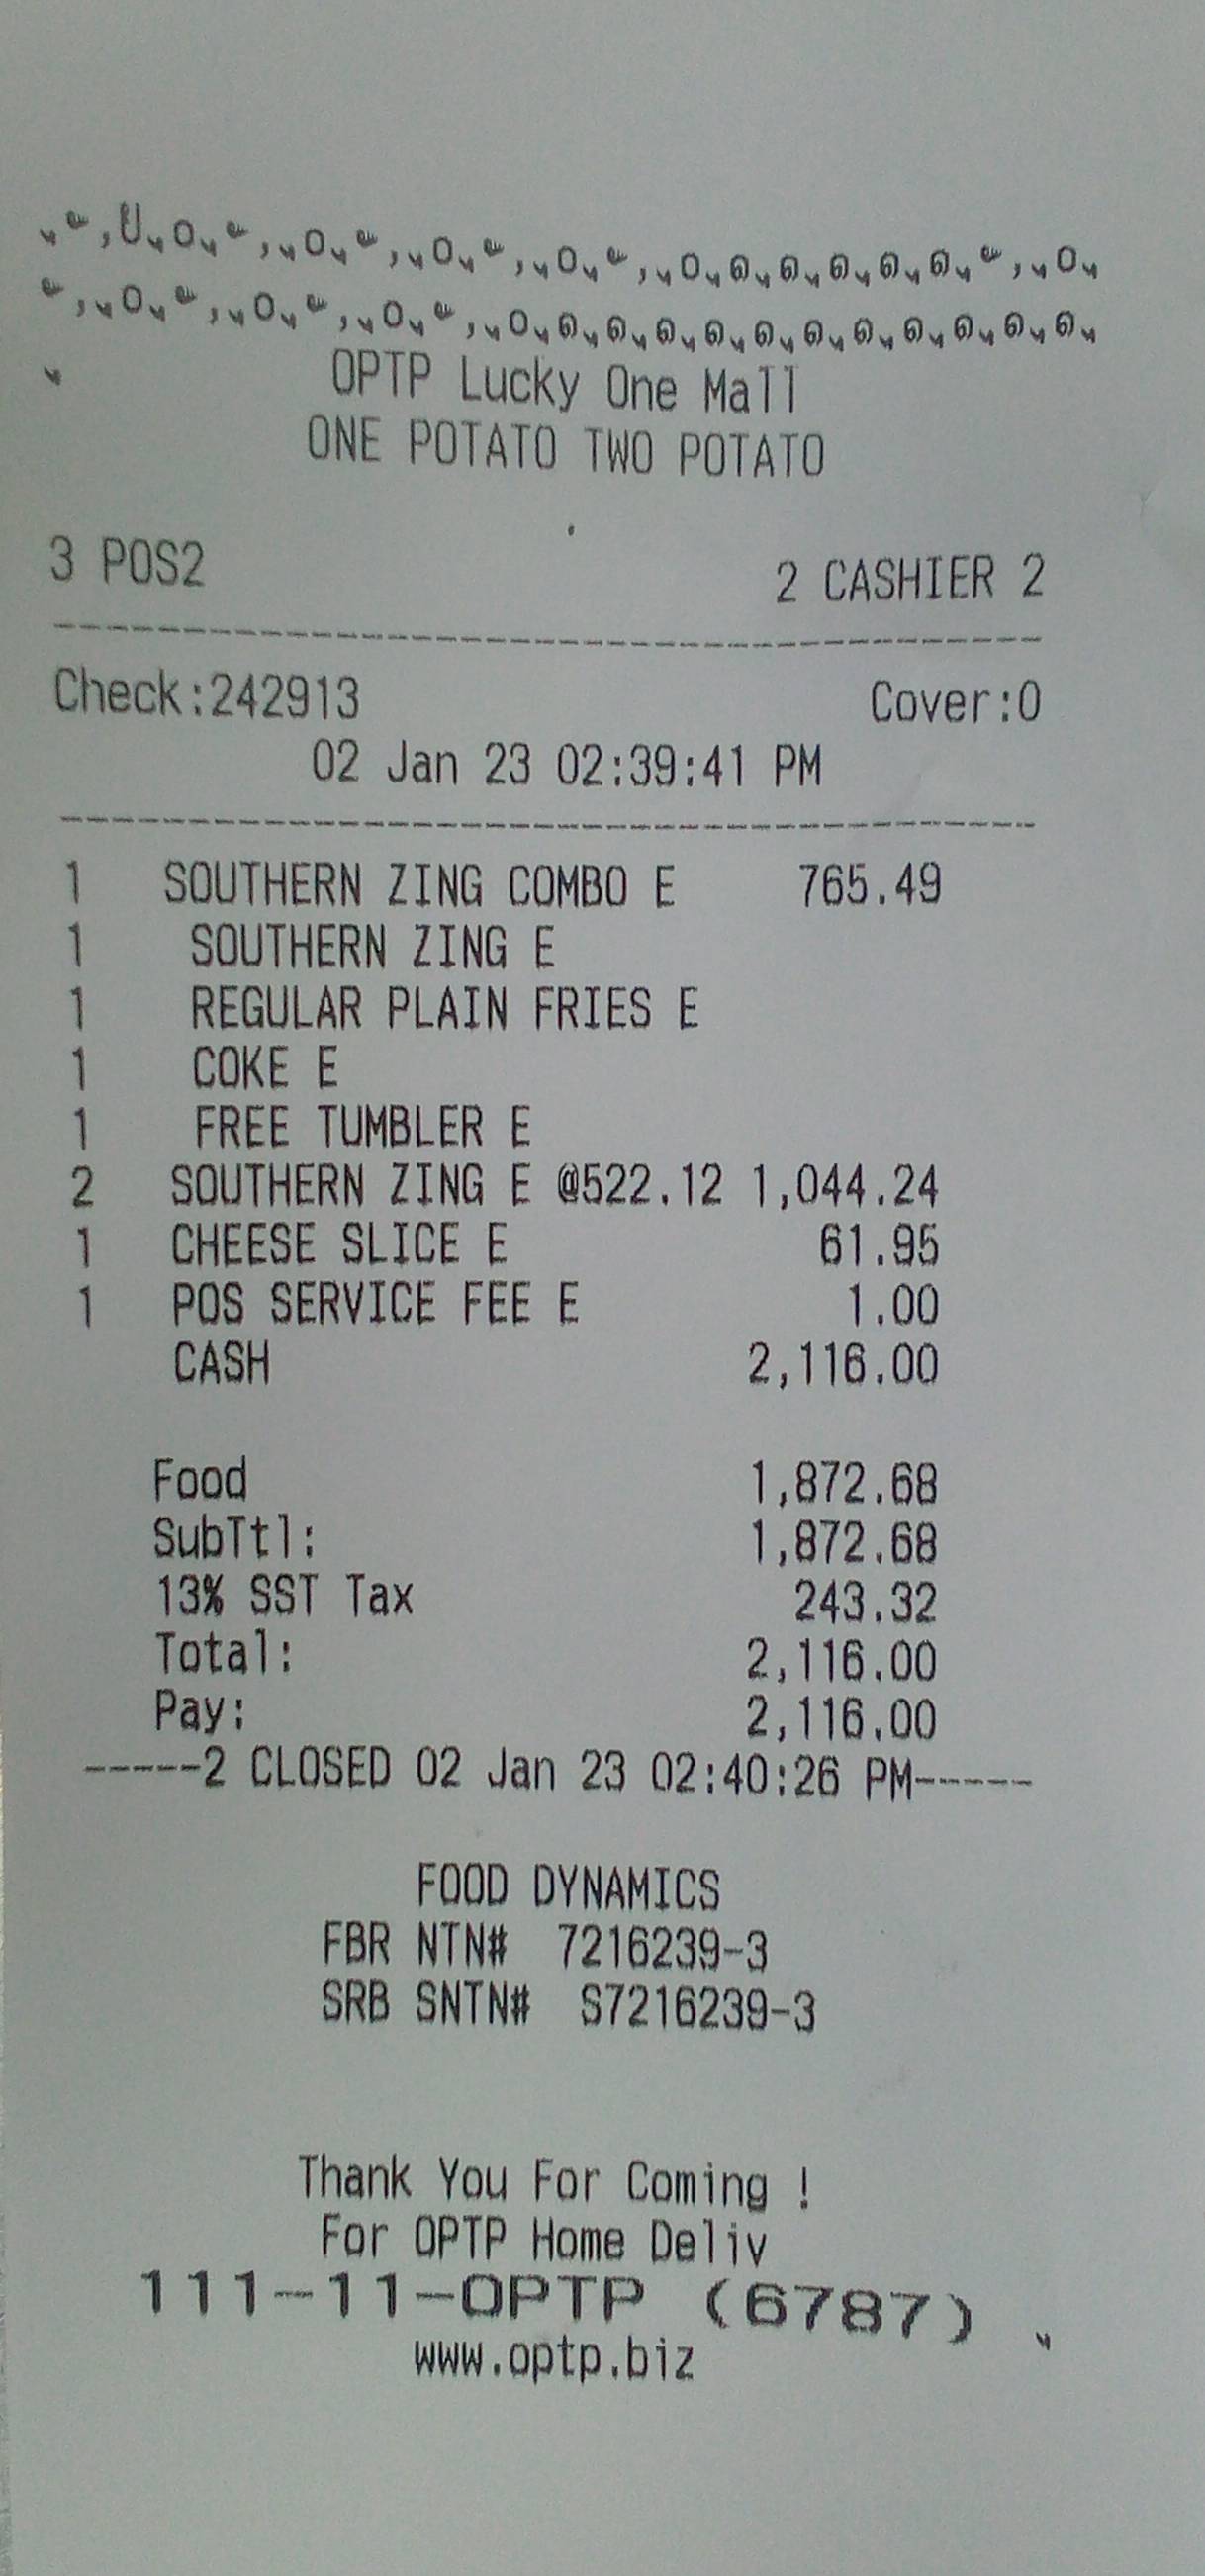 OPTP Lucky One Mall
ONE POTATO TWO POTATO
3 POS2 2 CASHIER 2
Check:242913 Cover:0
02 Jan 23 02:39:41 PM
1 SOUTHERN ZING COMBO E 765.49
1 SOUTHERN ZING E
1 REGULAR PLAIN FRIES E
1 COKE E
1 FREE TUMBLER E
2 SOUTHERN ZING E @522.12 1,044.24
1 CHEESE SLICE E 61.95
1 POS SERVICE FEE E 1.00
CASH 2,116.00
Food 1,872.68
SubTtl: 1,872.68
13% SST Tax 243.32
Total: 2,116.00
Pay: 2,116.00
-----2 CLOSED 02 Jan 23 02:40:26 PM-----
FOOD DYNAMICS
FBR NTN# 7216239-3
SRB SNTN# S7216239-3
Thank You For Coming !
For OPTP Home Deliv
111-11-OPTP (6787)
www.optp.biz